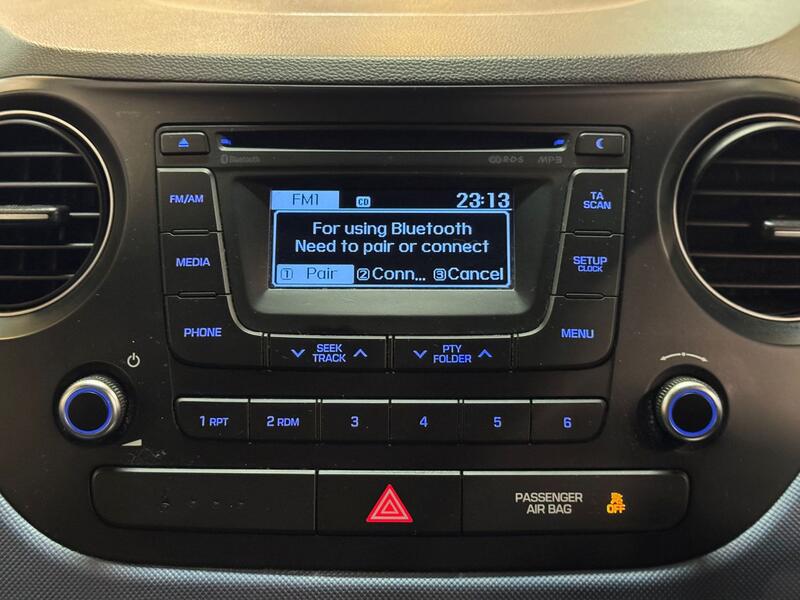 Bluetooth
R·D·S
MP3
FM/AM
FM1
CD
23:13
TA
SCAN
For using Bluetooth
Need to pair or connect
MEDIA
1 Pair
2 Conn...
3 Cancel
SETUP
CLOCK
PHONE
SEEK
TRACK
PTY
FOLDER
MENU
1 RPT
2 RDM
3
4
5
6
PASSENGER
AIR BAG
OFF